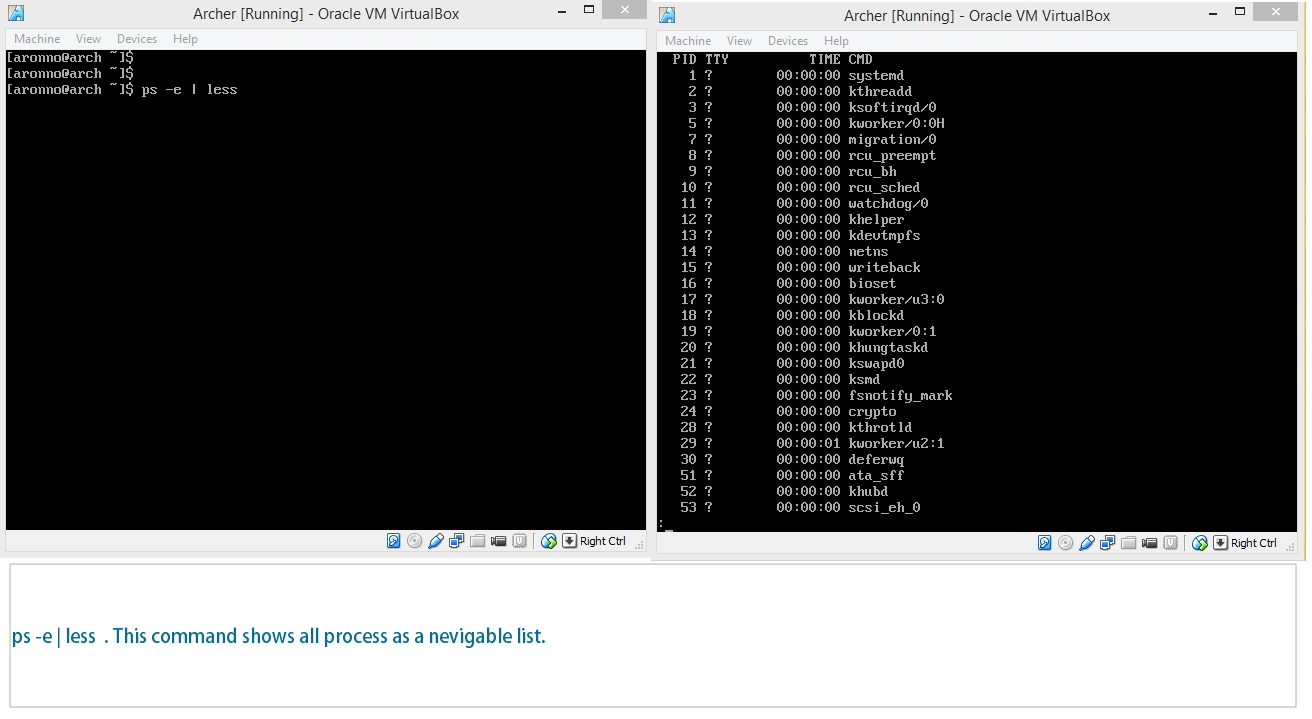 Archer [Running] - Oracle VM VirtualBox
Machine View Devices Help
[aronno@arch ~]$
[aronno@arch ~]$
[aronno@arch ~]$ ps -e | less
Right Ctrl
Archer [Running] - Oracle VM VirtualBox
Machine View Devices Help
PID TTY TIME CMD
1 ? 00:00:00 systemd
2 ? 00:00:00 kthreadd
3 ? 00:00:00 ksoftirqd/0
5 ? 00:00:00 kworker/0:0H
7 ? 00:00:00 migration/0
8 ? 00:00:00 rcu_preempt
9 ? 00:00:00 rcu_bh
10 ? 00:00:00 rcu_sched
11 ? 00:00:00 watchdog/0
12 ? 00:00:00 khelper
13 ? 00:00:00 kdevtmpfs
14 ? 00:00:00 netns
15 ? 00:00:00 writeback
16 ? 00:00:00 bioset
17 ? 00:00:00 kworker/u3:0
18 ? 00:00:00 kblockd
19 ? 00:00:00 kworker/0:1
20 ? 00:00:00 khungtaskd
21 ? 00:00:00 kswapd0
22 ? 00:00:00 ksmd
23 ? 00:00:00 fsnotify_mark
24 ? 00:00:00 crypto
28 ? 00:00:00 kthrotld
29 ? 00:00:01 kworker/u2:1
30 ? 00:00:00 deferwq
51 ? 00:00:00 ata_sff
52 ? 00:00:00 khubd
53 ? 00:00:00 scsi_eh_0
:_
Right Ctrl
ps -e | less . This command shows all process as a nevigable list.